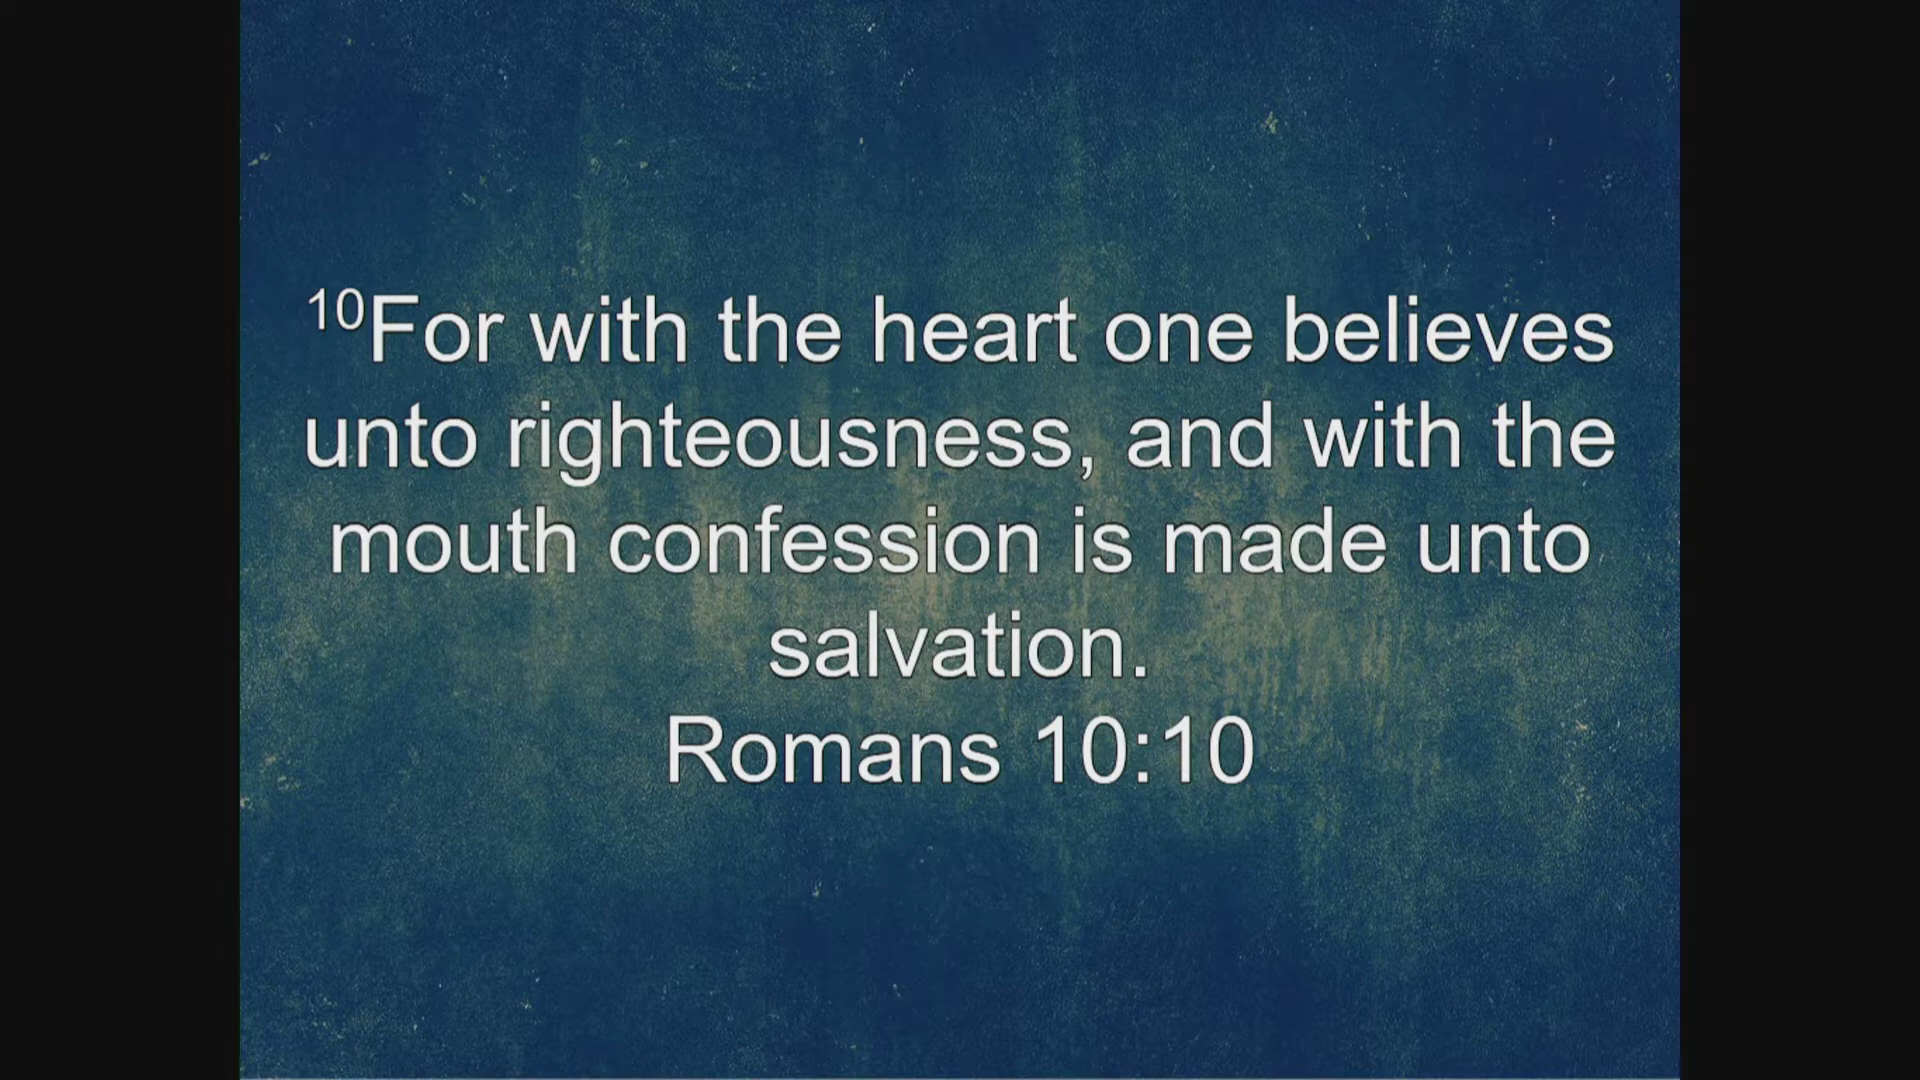 ¹⁰For with the heart one believes
unto righteousness, and with the
mouth confession is made unto
salvation.
Romans 10:10